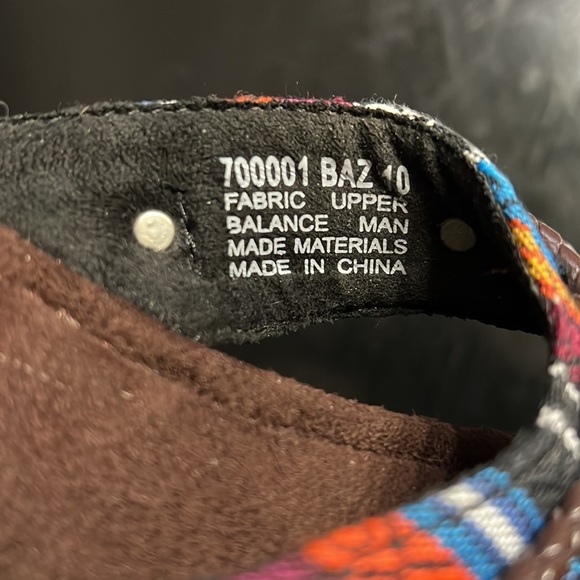 700001 BAZ 10
FABRIC UPPER
BALANCE MAN
MADE MATERIALS
MADE IN CHINA